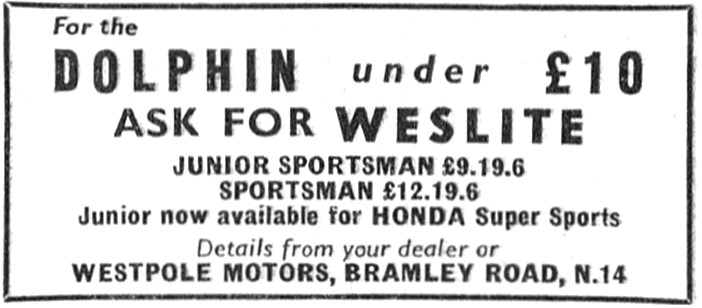 For the
DOLPHIN under £10
ASK FOR WESLITE
JUNIOR SPORTSMAN £9.19.6
SPORTSMAN £12.19.6
Junior now available for HONDA Super Sports
Details from your dealer or
WESTPOLE MOTORS, BRAMLEY ROAD, N.14